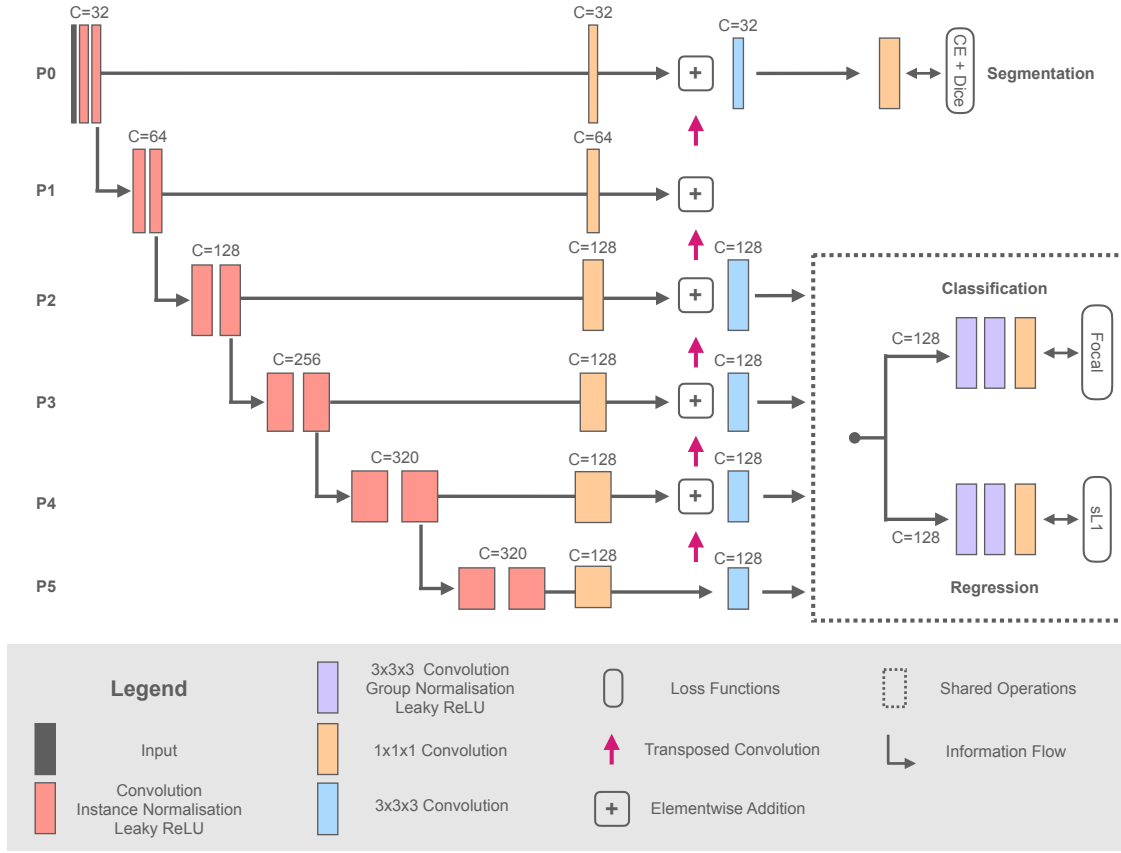 C=32
C=32
C=32
P0
CE + Dice
Segmentation
C=64
C=64
P1
C=128
C=128
C=128
P2
Classification
C=128
Focal
C=256
C=128
C=128
P3
C=320
C=128
C=128
P4
sL1
C=128
C=320
C=128
C=128
P5
Regression
Legend
3x3x3 Convolution
Group Normalisation
Leaky ReLU
Loss Functions
Shared Operations
Input
1x1x1 Convolution
Transposed Convolution
Information Flow
Convolution
Instance Normalisation
Leaky ReLU
3x3x3 Convolution
+ Elementwise Addition
+
+
+
+
+